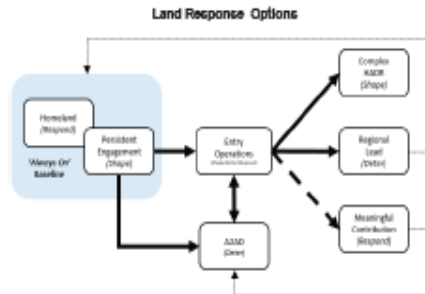 Land Response Options
Homeland
(Respond)
Persistent
Engagement
(Shape)
'Always On'
Baseline
Entry
Operations
A2AD
(Deter)
Complex
HADR
(Shape)
Regional
Lead
(Deter)
Meaningful
Contribution
(Respond)